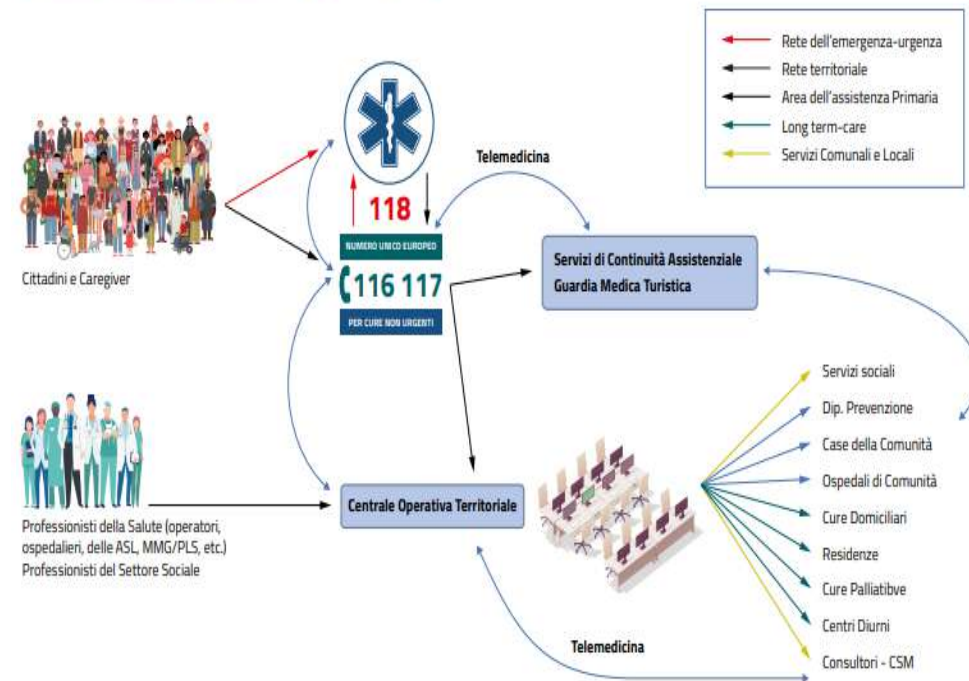 Rete dell'emergenza-urgenza
Rete territoriale
Area dell'assistenza Primaria
Long term-care
Servizi Comunali e Locali
Telemedicina
118
NUMERO UNICO EUROPEO
116 117
PER CURE NON URGENTI
Cittadini e Caregiver
Servizi di Continuità Assistenziale
Guardia Medica Turistica
Centrale Operativa Territoriale
Professionisti della Salute (operatori,
ospedalieri, delle ASL, MMG/PLS, etc.)
Professionisti del Settore Sociale
Servizi sociali
Dip. Prevenzione
Case della Comunità
Ospedali di Comunità
Cure Domiciliari
Residenze
Cure Palliatibve
Centri Diurni
Consultori - CSM
Telemedicina